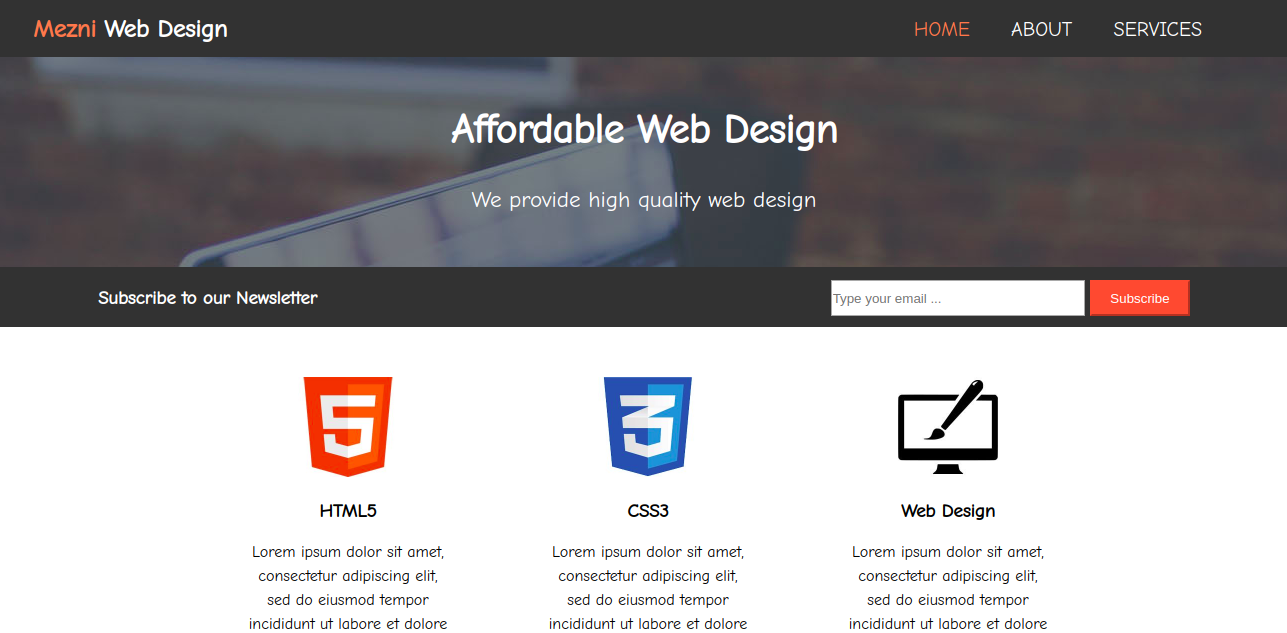 Mezni Web Design
HOME ABOUT SERVICES
Affordable Web Design
We provide high quality web design
Subscribe to our Newsletter
Type your email ...
Subscribe
HTML5
Lorem ipsum dolor sit amet,
consectetur adipiscing elit,
sed do eiusmod tempor
incididunt ut labore et dolore
CSS3
Lorem ipsum dolor sit amet,
consectetur adipiscing elit,
sed do eiusmod tempor
incididunt ut labore et dolore
Web Design
Lorem ipsum dolor sit amet,
consectetur adipiscing elit,
sed do eiusmod tempor
incididunt ut labore et dolore